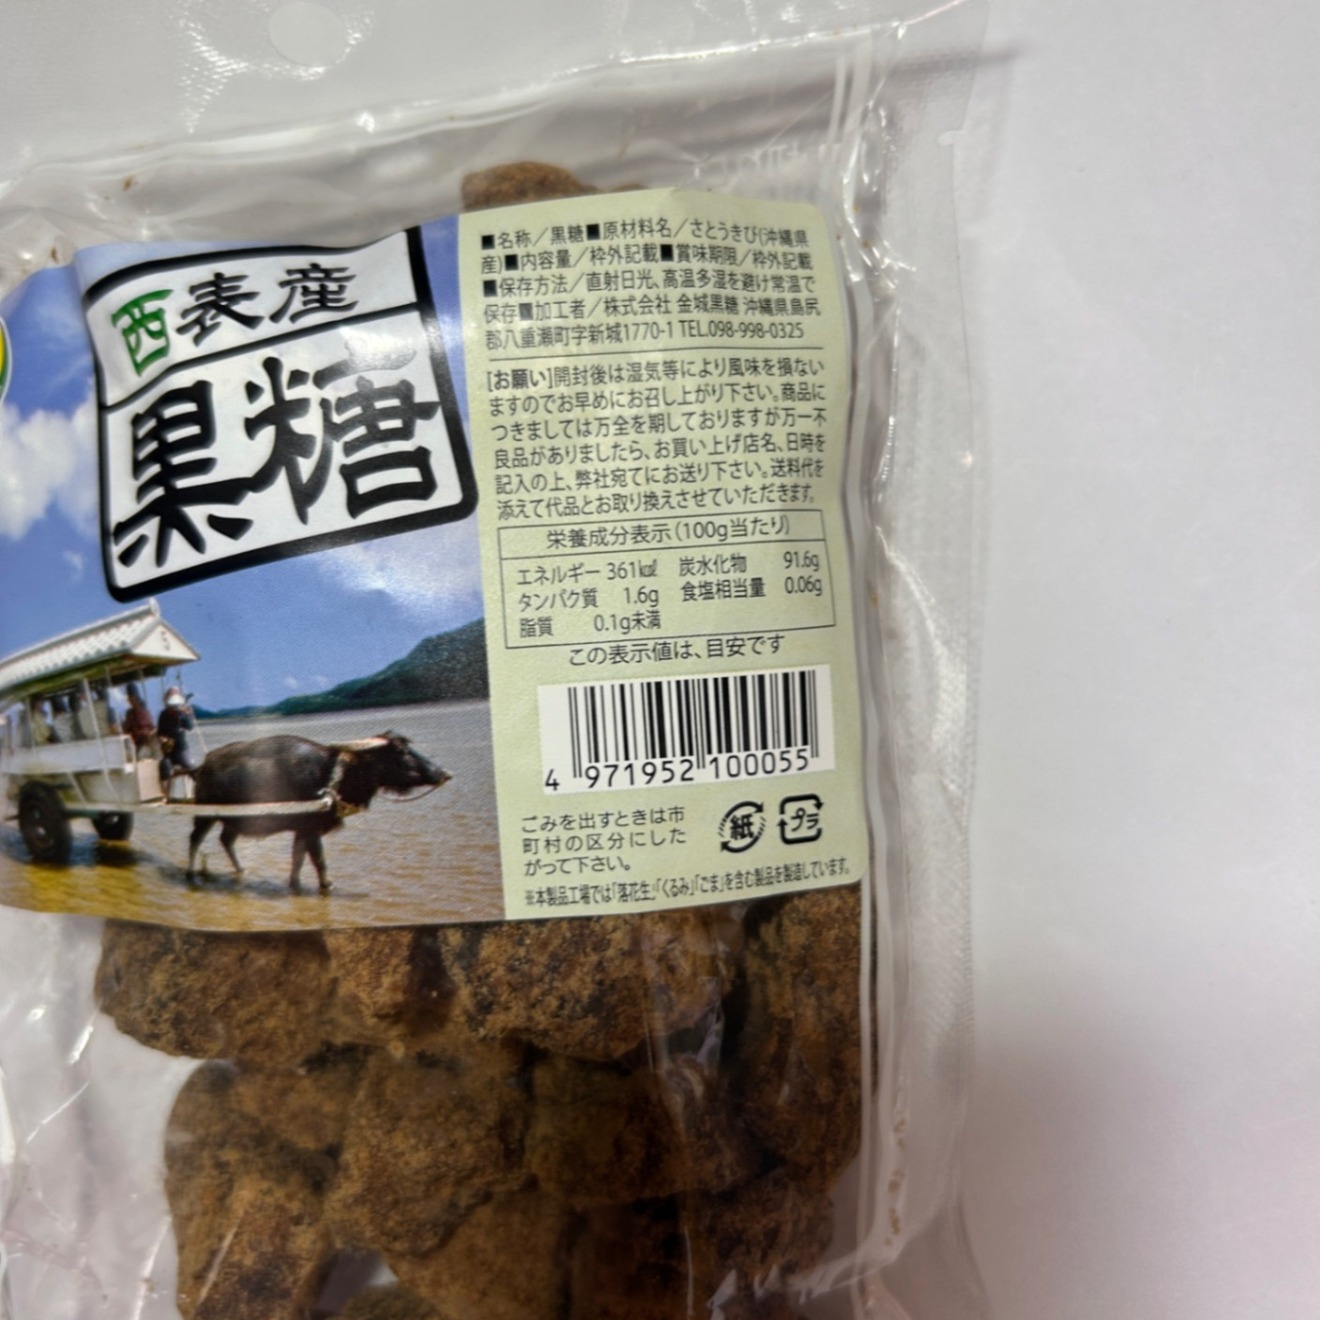 西表産
黒糖
■名称／黒糖■原材料名／さとうきび(沖縄県
産)■内容量／枠外記載■賞味期限／枠外記載
■保存方法／直射日光、高温多湿を避け常温で
保存■加工者／株式会社 金城黒糖 沖縄県島尻
郡八重瀬町字新城1770-1 TEL.098-998-0325
[お願い]開封後は湿気等により風味を損ない
ますのでお早めにお召し上がり下さい。商品に
つきましては万全を期しておりますが万一不
良品がありましたら、お買い上げ店名、日時を
記入の上、弊社宛てにお送り下さい。送料代を
添えて代品とお取り換えさせていただきます。
栄養成分表示(100g当たり)
エネルギー 361㎉ 炭水化物 91.6g
タンパク質 1.6g 食塩相当量 0.06g
脂質 0.1g未満
この表示値は、目安です
4 971952 100055
ごみを出すときは市
町村の区分にした
がって下さい。
紙 プラ
※本製品工場では「落花生」「くるみ」「ごま」を含む製品を製造しています。